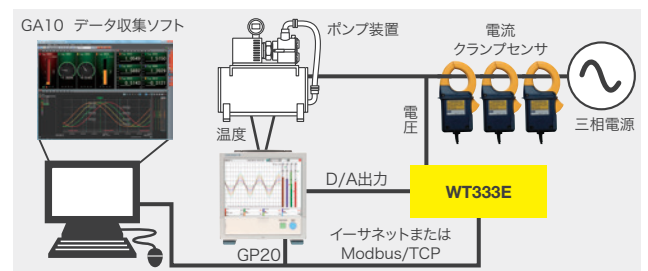 GA10 データ収集ソフト
ポンプ装置
電流
クランプセンサ
三相電源
電圧
温度
D/A出力
WT333E
GP20
イーサネットまたは
Modbus/TCP